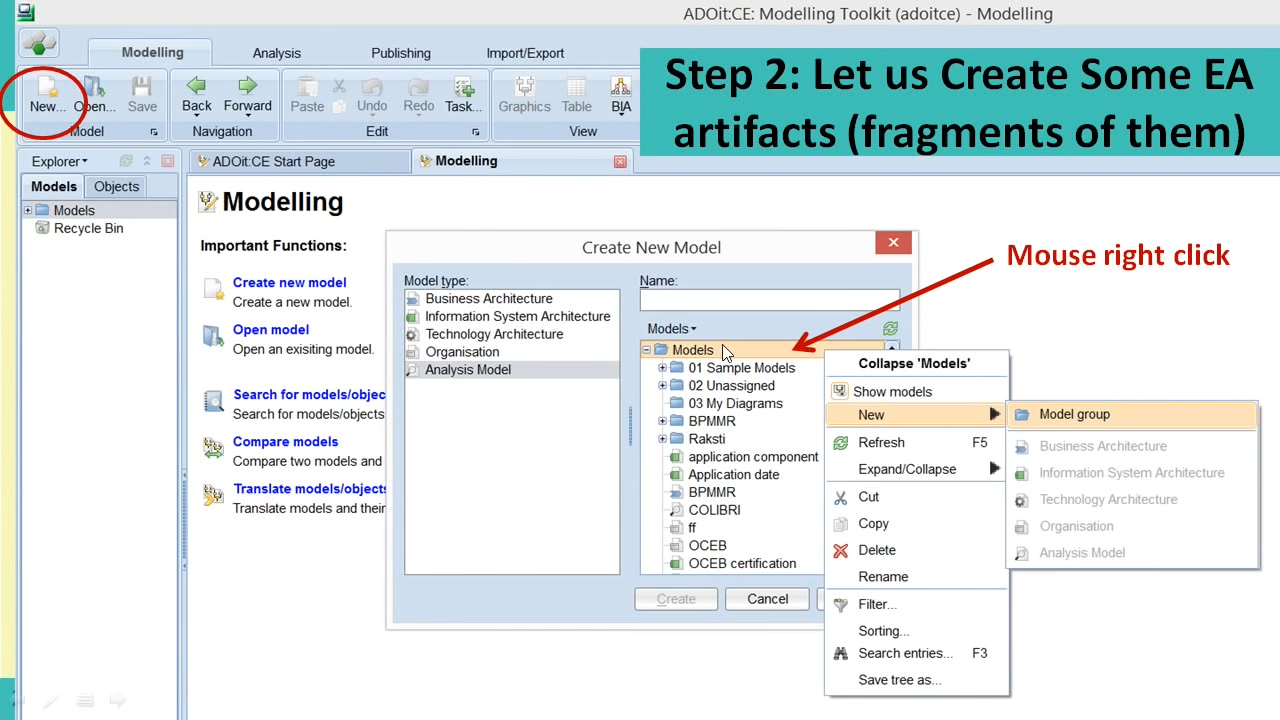 ADOit:CE: Modelling Toolkit (adoitce) - Modelling
Modelling
Analysis
Publishing
Import/Export
Step 2: Let us Create Some EA
artifacts (fragments of them)
New...
Open...
Save
Back
Forward
Paste
Undo
Redo
Task...
Graphics
Table
BIA
Model
Navigation
Edit
View
Explorer
ADOit:CE Start Page
Modelling
Models
Objects
Models
Recycle Bin
Modelling
Important Functions:
Create new model
Create a new model.
Open model
Open an exisiting model.
Search for models/objec
Search for models/objects
Compare models
Compare two models and
Translate models/objects
Translate models and their
Create New Model
Model type:
Business Architecture
Information System Architecture
Technology Architecture
Organisation
Analysis Model
Name:
Models
Models
01 Sample Models
02 Unassigned
03 My Diagrams
BPMMR
Raksti
application component
Application date
BPMMR
COLIBRI
ff
OCEB
OCEB certification
Create
Cancel
Mouse right click
Collapse 'Models'
Show models
New
Refresh F5
Expand/Collapse
Cut
Copy
Delete
Rename
Filter...
Sorting...
Search entries... F3
Save tree as...
Model group
Business Architecture
Information System Architecture
Technology Architecture
Organisation
Analysis Model